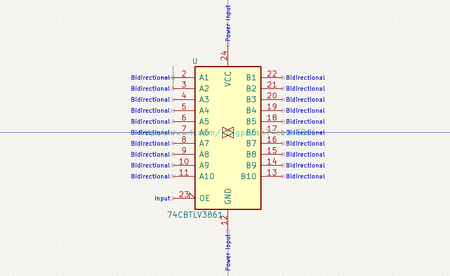 Power Input
24
U
VCC
Bidirectional 2 A1 B1 22 Bidirectional
Bidirectional 3 A2 B2 21 Bidirectional
Bidirectional 4 A3 B3 20 Bidirectional
Bidirectional 5 A4 B4 19 Bidirectional
Bidirectional 6 A5 B5 18 Bidirectional
Bidirectional 7 A6 B6 17 Bidirectional
Bidirectional 8 A7 B7 16 Bidirectional
Bidirectional 9 A8 B8 15 Bidirectional
Bidirectional 10 A9 B9 14 Bidirectional
Bidirectional 11 A10 B10 13 Bidirectional
Input 23 OE
GND
74CBTLV3861
12
Power Input